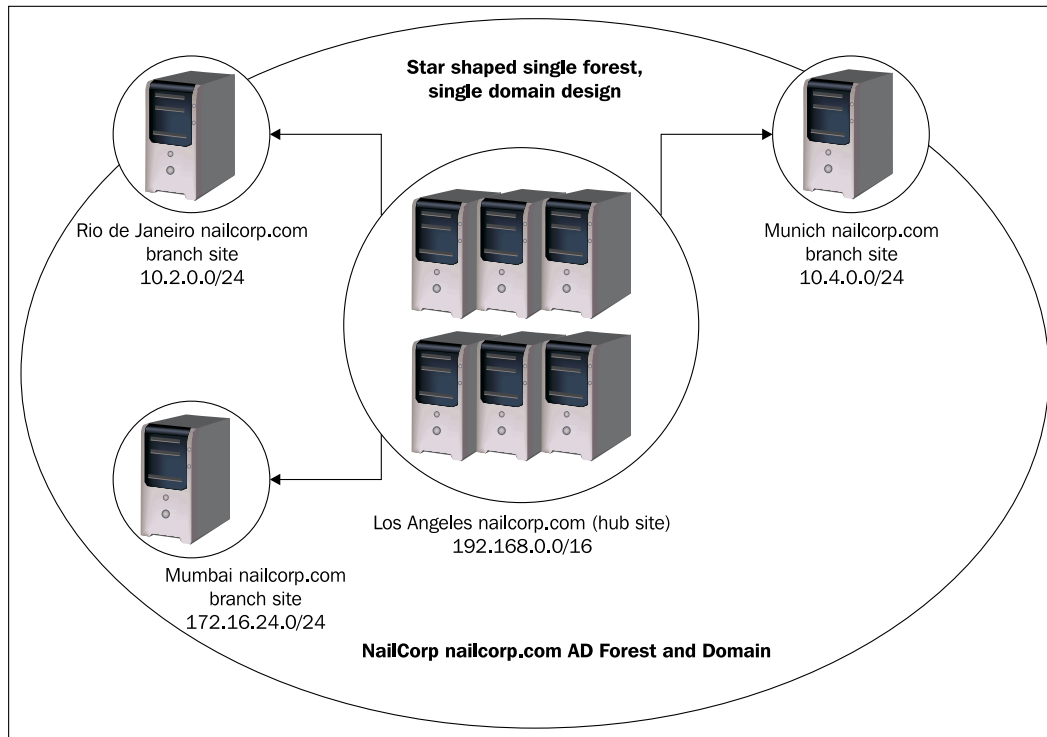 Star shaped single forest,
single domain design
Rio de Janeiro nailcorp.com
branch site
10.2.0.0/24
Munich nailcorp.com
branch site
10.4.0.0/24
Los Angeles nailcorp.com (hub site)
192.168.0.0/16
Mumbai nailcorp.com
branch site
172.16.24.0/24
NailCorp nailcorp.com AD Forest and Domain